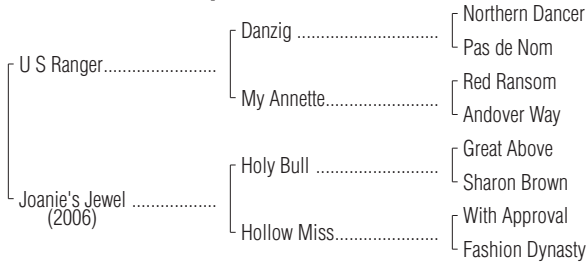 Northern Dancer
Danzig ..............................
Pas de Nom
U S Ranger........................
Red Ransom
My Annette........................
Andover Way
Great Above
Holy Bull ..........................
Sharon Brown
Joanie's Jewel ..................
(2006)
With Approval
Hollow Miss......................
Fashion Dynasty